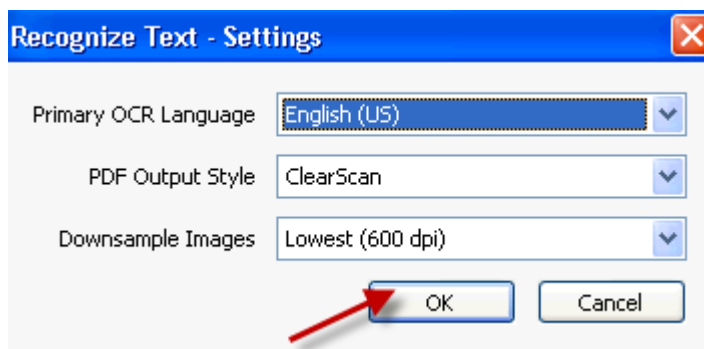 Recognize Text - Settings
Primary OCR Language English (US)
PDF Output Style ClearScan
Downsample Images Lowest (600 dpi)
OK Cancel